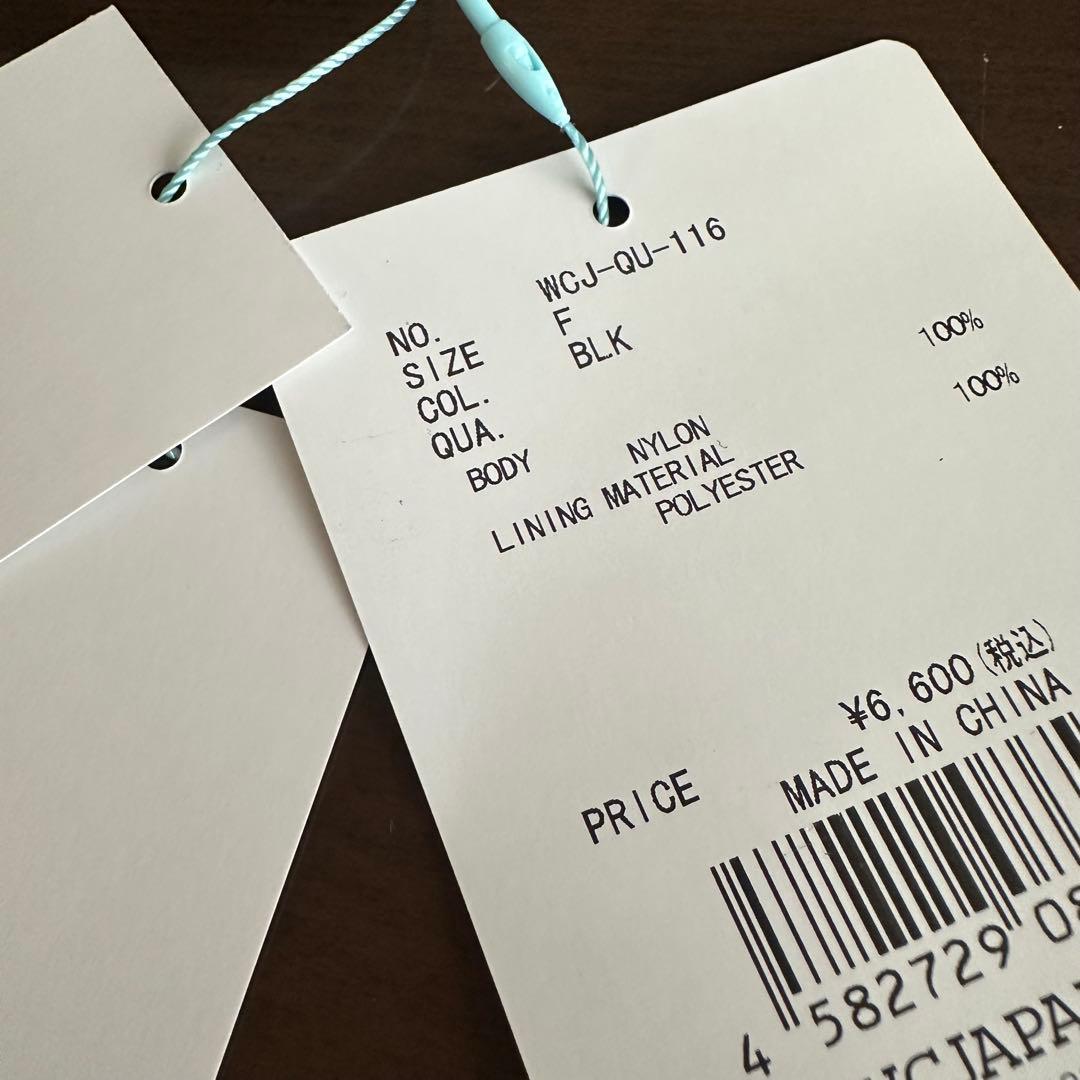 NO. WCJ-QU-116
SIZE F
COL. BLK
QUA.
BODY NYLON 100%
LINING MATERIAL
POLYESTER 100%
PRICE ¥6,600(税込)
MADE IN CHINA
4 582729 08
JAPA